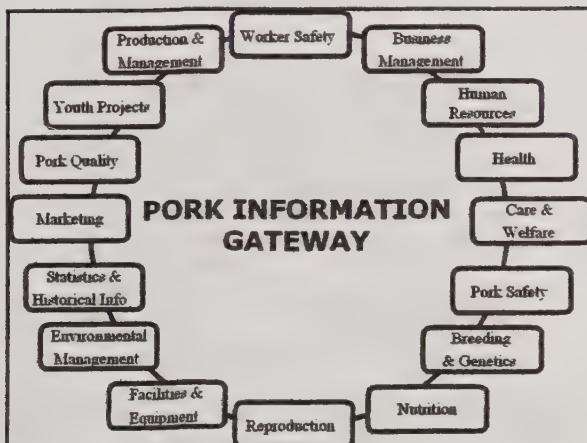 Worker Safety
Business
Management
Human
Resources
Health
Care &
Welfare
Pork Safety
Breeding
& Genetics
Nutrition
Reproduction
Facilities &
Equipment
Environmental
Management
Statistics &
Historical Info
Marketing
Pork Quality
Youth Projects
Production &
Management
PORK INFORMATION
GATEWAY